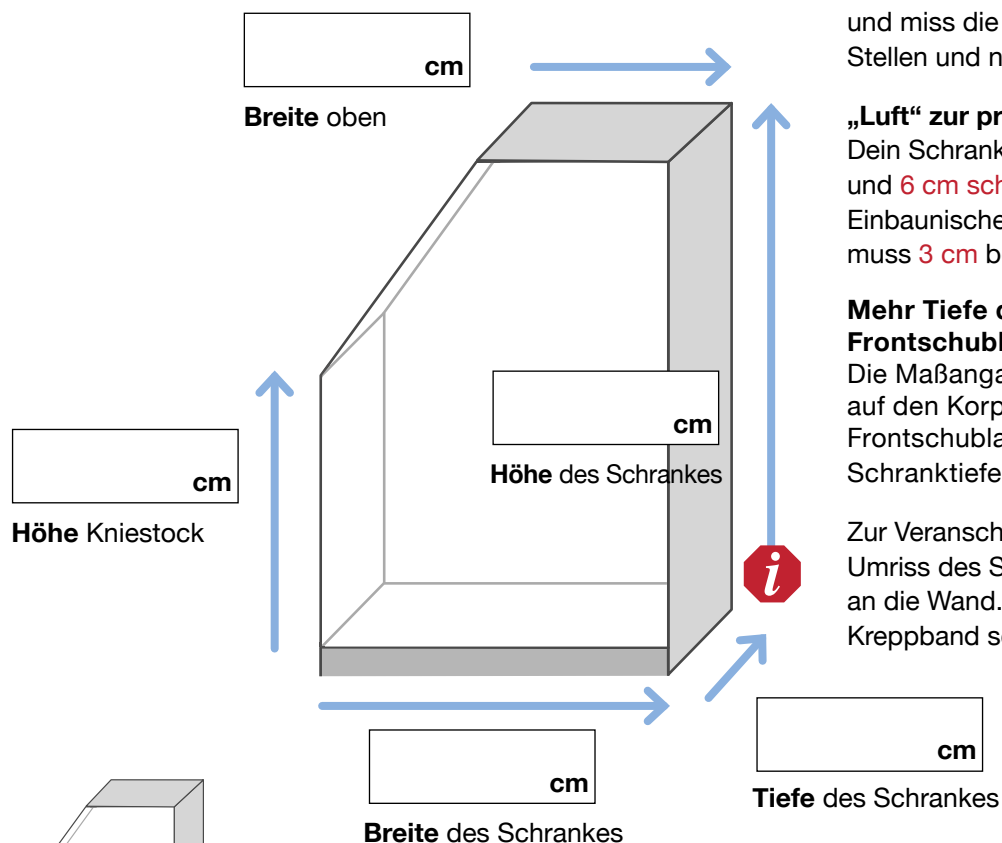 cm
Breite oben
cm
Höhe Kniestock
cm
Höhe des Schrankes
cm
Breite des Schrankes
cm
Tiefe des Schrankes
i
und miss die
Stellen und n
„Luft“ zur pr
Dein Schrank
und 6 cm sch
Einbaunische
muss 3 cm b
Mehr Tiefe d
Frontschubl
Die Maßanga
auf den Korp
Frontschubla
Schranktiefe
Zur Veransch
Umriss des S
an die Wand.
Kreppband s